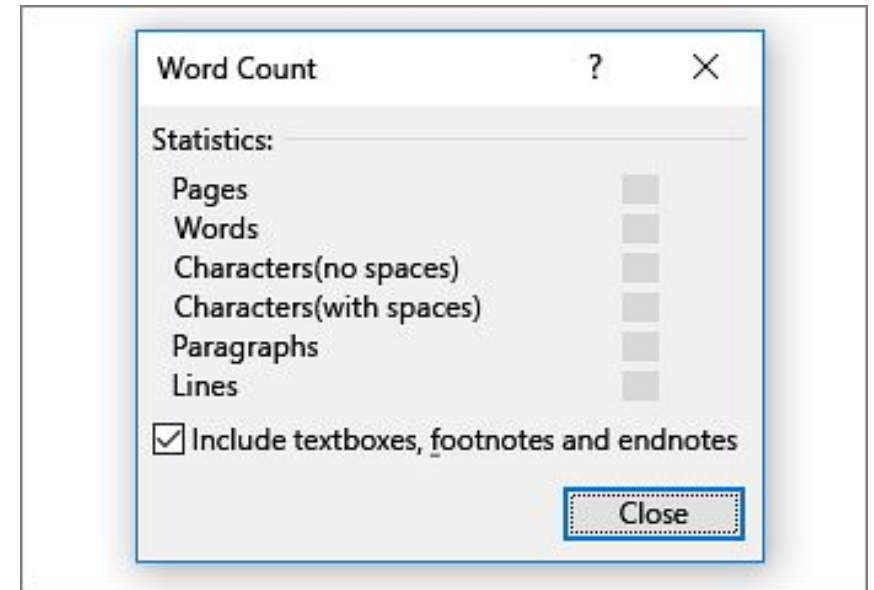 Word Count ?
Statistics:
Pages
Words
Characters(no spaces)
Characters(with spaces)
Paragraphs
Lines
Include textboxes, footnotes and endnotes
Close